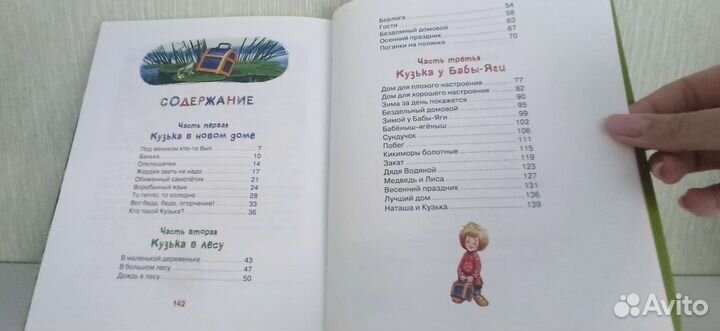 СОДЕРЖАНИЕ
Часть первая
Кузька в новом доме
Под веником кто-то был 7
Банька 10
Олелюшечки 14
Жердяя звать не надо 17
Обиженный самолётик 21
Воробьиный язык 24
То тепло, то холодно 28
Вот беда, беда, огорчение! 33
Кто такой Кузька? 36
Часть вторая
Кузька в лесу
В маленькой деревеньке 43
В большом лесу 47
Дождь в лесу 50
142
Берлога 54
Гости 58
Бездомный домовой 63
Осенний праздник 67
Поганки на полянке 70
Часть третья
Кузька у Бабы-Яги
Дом для плохого настроения 77
Дом для хорошего настроения 82
Зима за день покажется 90
Бездельный домовой 95
Зимой у Бабы-Яги 99
Бабёныш-ягёныш 102
Сундучок 106
Побег 111
Кикиморы болотные 115
Закат 119
Дядя Водяной 123
Медведь и Лиса 127
Весенний праздник 131
Лучший дом 136
Наташа и Кузька 139
Avito